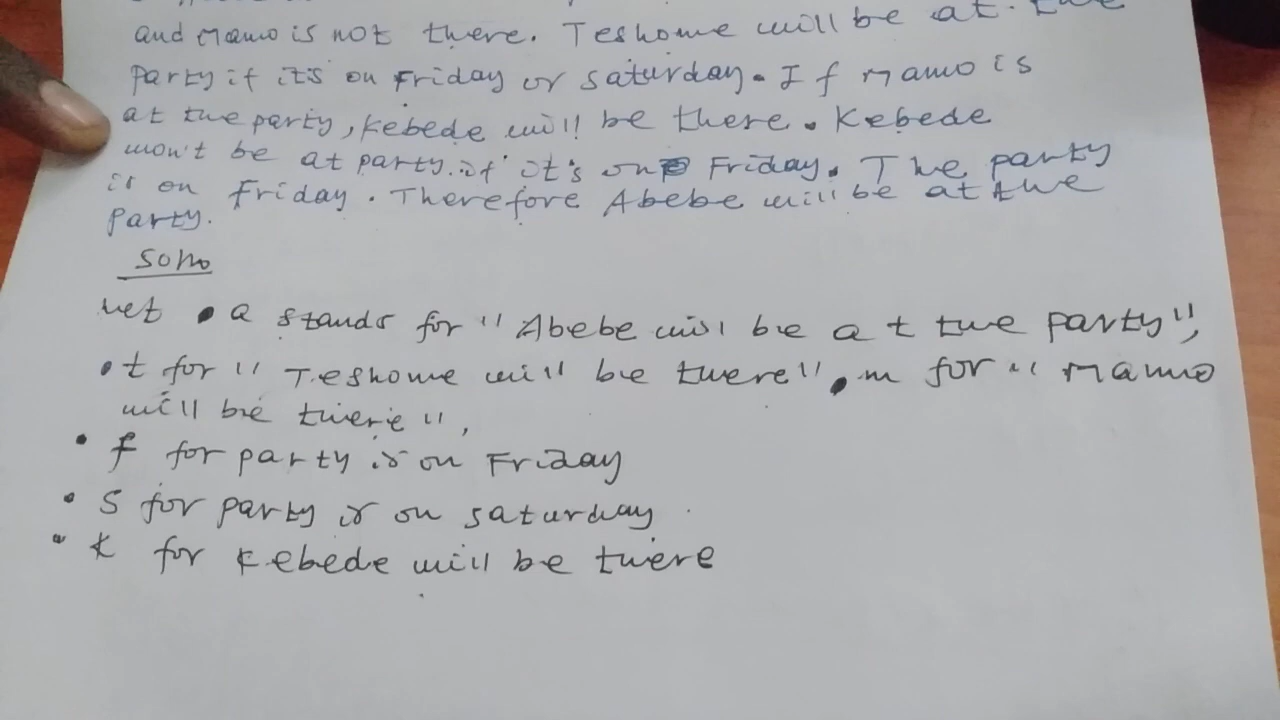 and Mamo is not there. Teshome will be at the
party if it's on Friday or saturday. If Mamo is
at the party, Kebede will be there. Kebede
won't be at party if it's on Friday. The party
is on Friday. Therefore Abebe will be at the
Party.
Soln
Let • a stands for "Abebe will be at the party",
• t for "Teshome will be there", • m for "Mamo
will be there",
• f for party is on Friday
• S for party is on saturday
• k for Kebede will be there